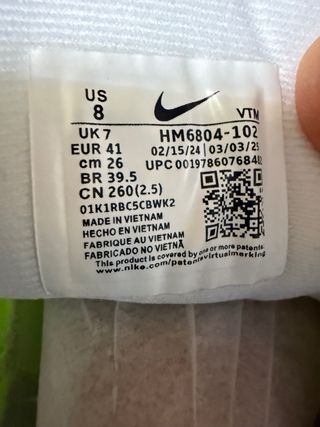 US
8
VTM
UK 7
HM6804-102
EUR 41
02/15/24 | 03/03/25
cm 26
UPC 00197860768482
BR 39.5
CN 260(2.5)
01K1RBC5CBWK2
MADE IN VIETNAM
HECHO EN VIETNAM
FABRIQUE AU VIETNAM
FABRICADO NO VIETNÃ
This product is covered by one or more patents.
www.nike.com/patentsvirtualmarking